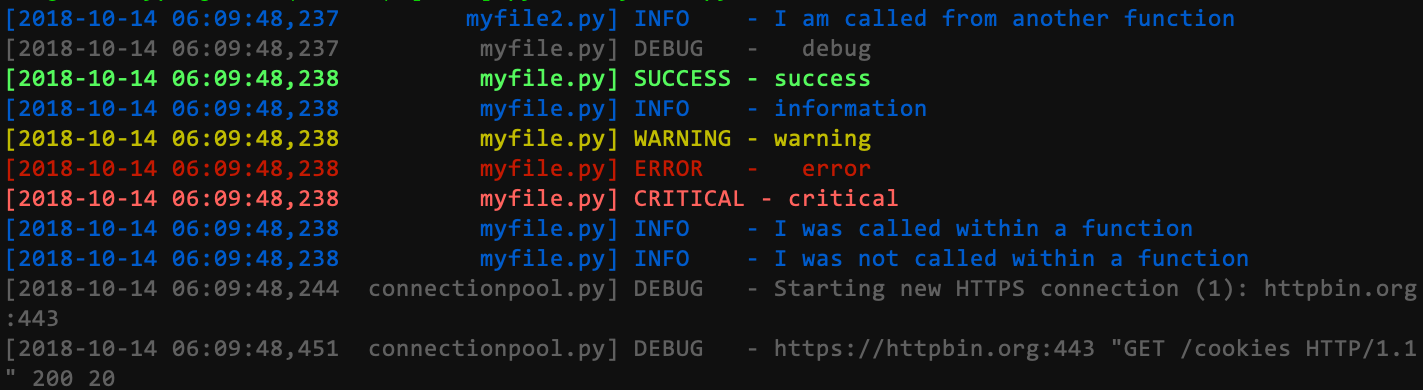 [2018-10-14 06:09:48,237         myfile2.py] INFO    - I am called from another function
[2018-10-14 06:09:48,237          myfile.py] DEBUG   -   debug
[2018-10-14 06:09:48,238          myfile.py] SUCCESS - success
[2018-10-14 06:09:48,238          myfile.py] INFO    - information
[2018-10-14 06:09:48,238          myfile.py] WARNING - warning
[2018-10-14 06:09:48,238          myfile.py] ERROR   -   error
[2018-10-14 06:09:48,238          myfile.py] CRITICAL - critical
[2018-10-14 06:09:48,238          myfile.py] INFO    - I was called within a function
[2018-10-14 06:09:48,238          myfile.py] INFO    - I was not called within a function
[2018-10-14 06:09:48,244  connectionpool.py] DEBUG   - Starting new HTTPS connection (1): httpbin.org
:443
[2018-10-14 06:09:48,451  connectionpool.py] DEBUG   - https://httpbin.org:443 "GET /cookies HTTP/1.1
" 200 20